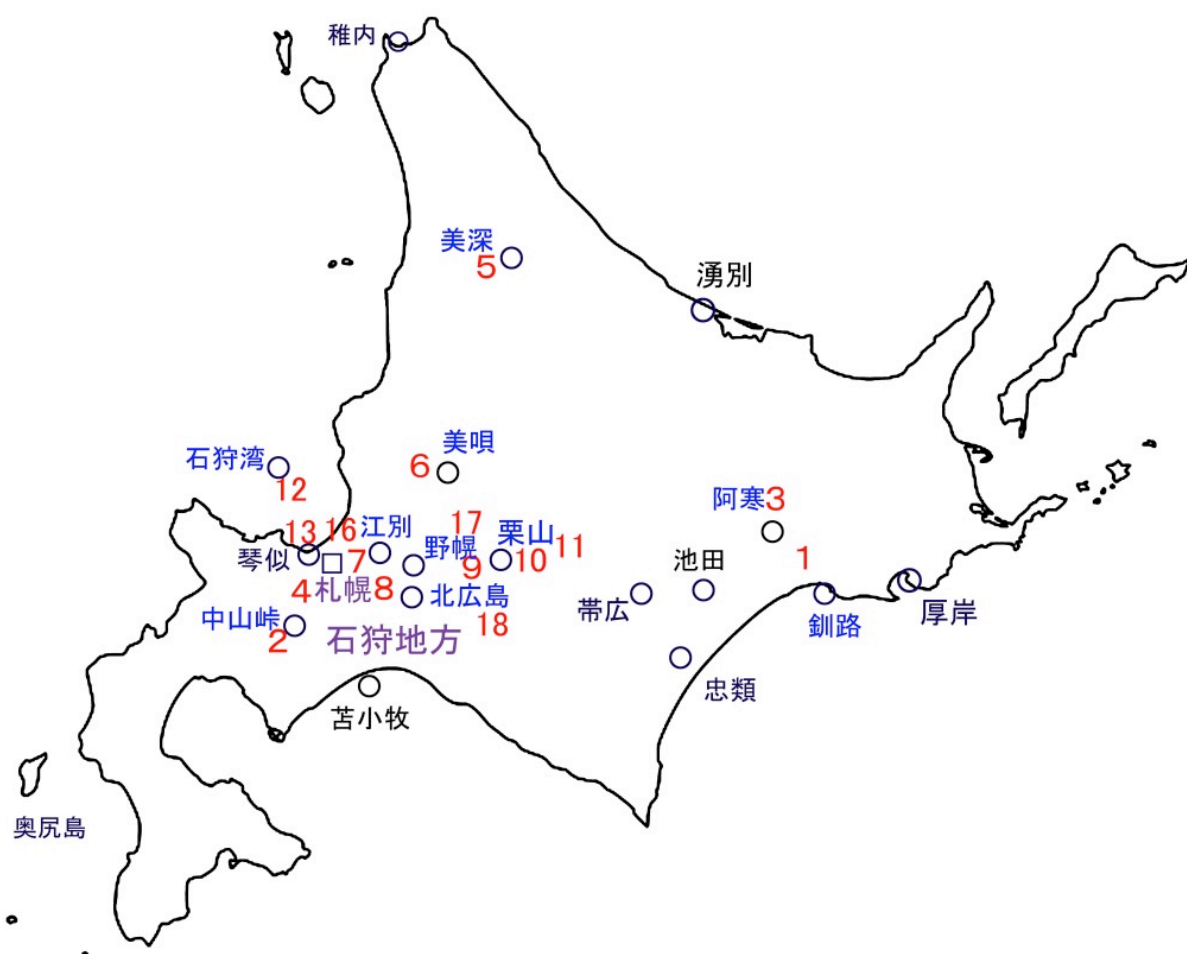 稚内
美深
5
湧別
美唄
6
石狩湾
12
阿寒3
1
13
16
江別
17
栗山
11
琴似
7
野幌
9
10
4
札幌8
北広島
池田
帯広
釧路
厚岸
中山峠
2
石狩地方
18
忠類
苫小牧
奥尻島